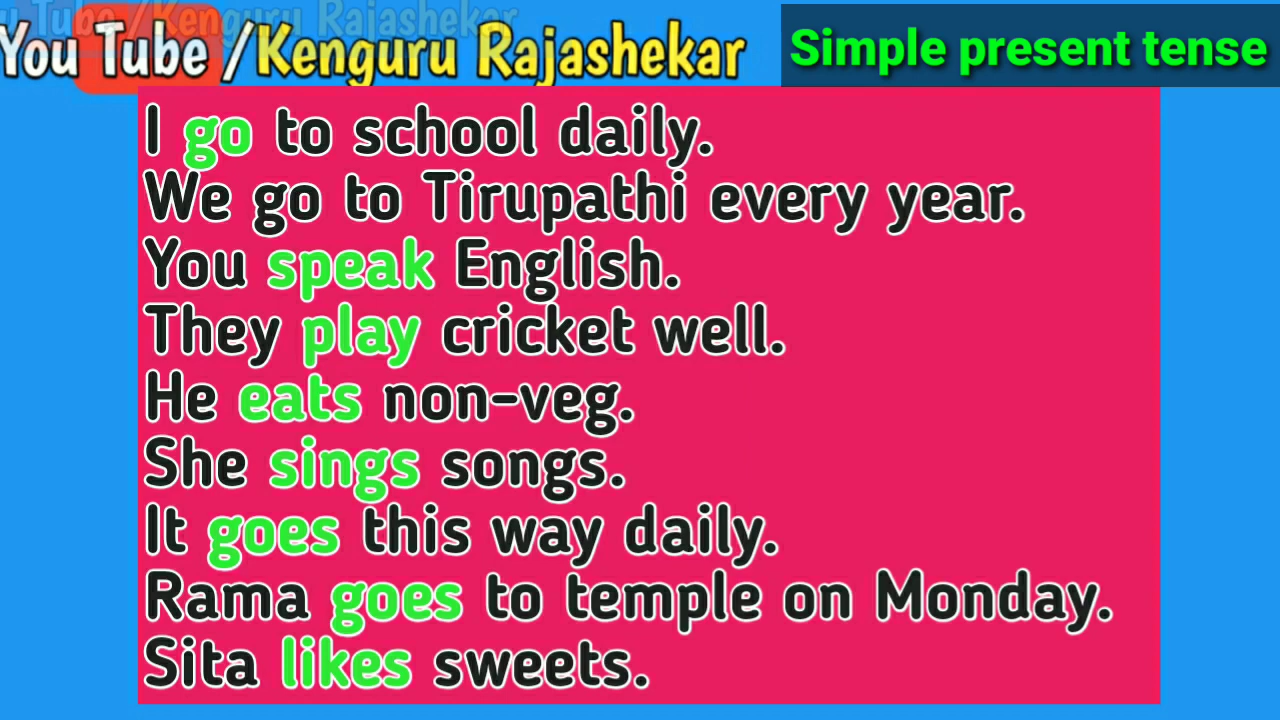 You Tube /Kenguru Rajashekar
Simple present tense
I go to school daily.
We go to Tirupathi every year.
You speak English.
They play cricket well.
He eats non-veg.
She sings songs.
It goes this way daily.
Rama goes to temple on Monday.
Sita likes sweets.